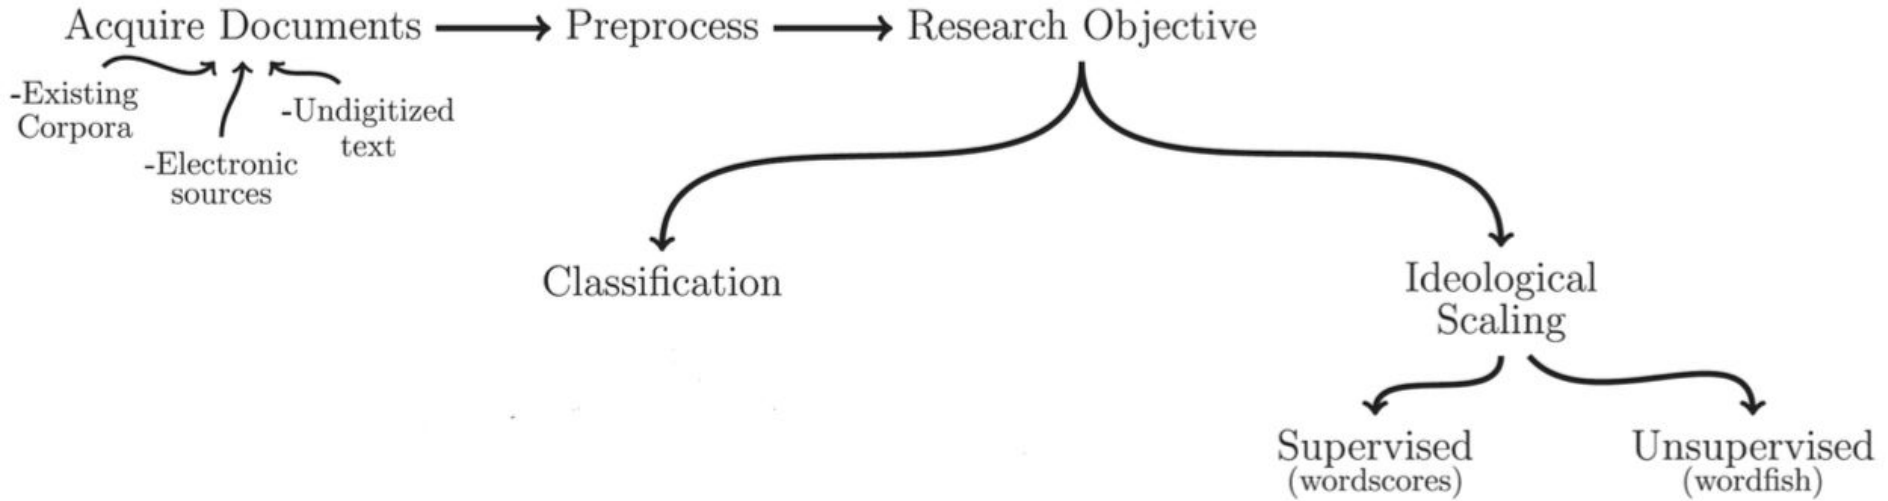 Acquire Documents
Preprocess
Research Objective
-Existing
Corpora
-Electronic
sources
-Undigitized
text
Classification
Ideological
Scaling
Supervised
(wordscores)
Unsupervised
(wordfish)